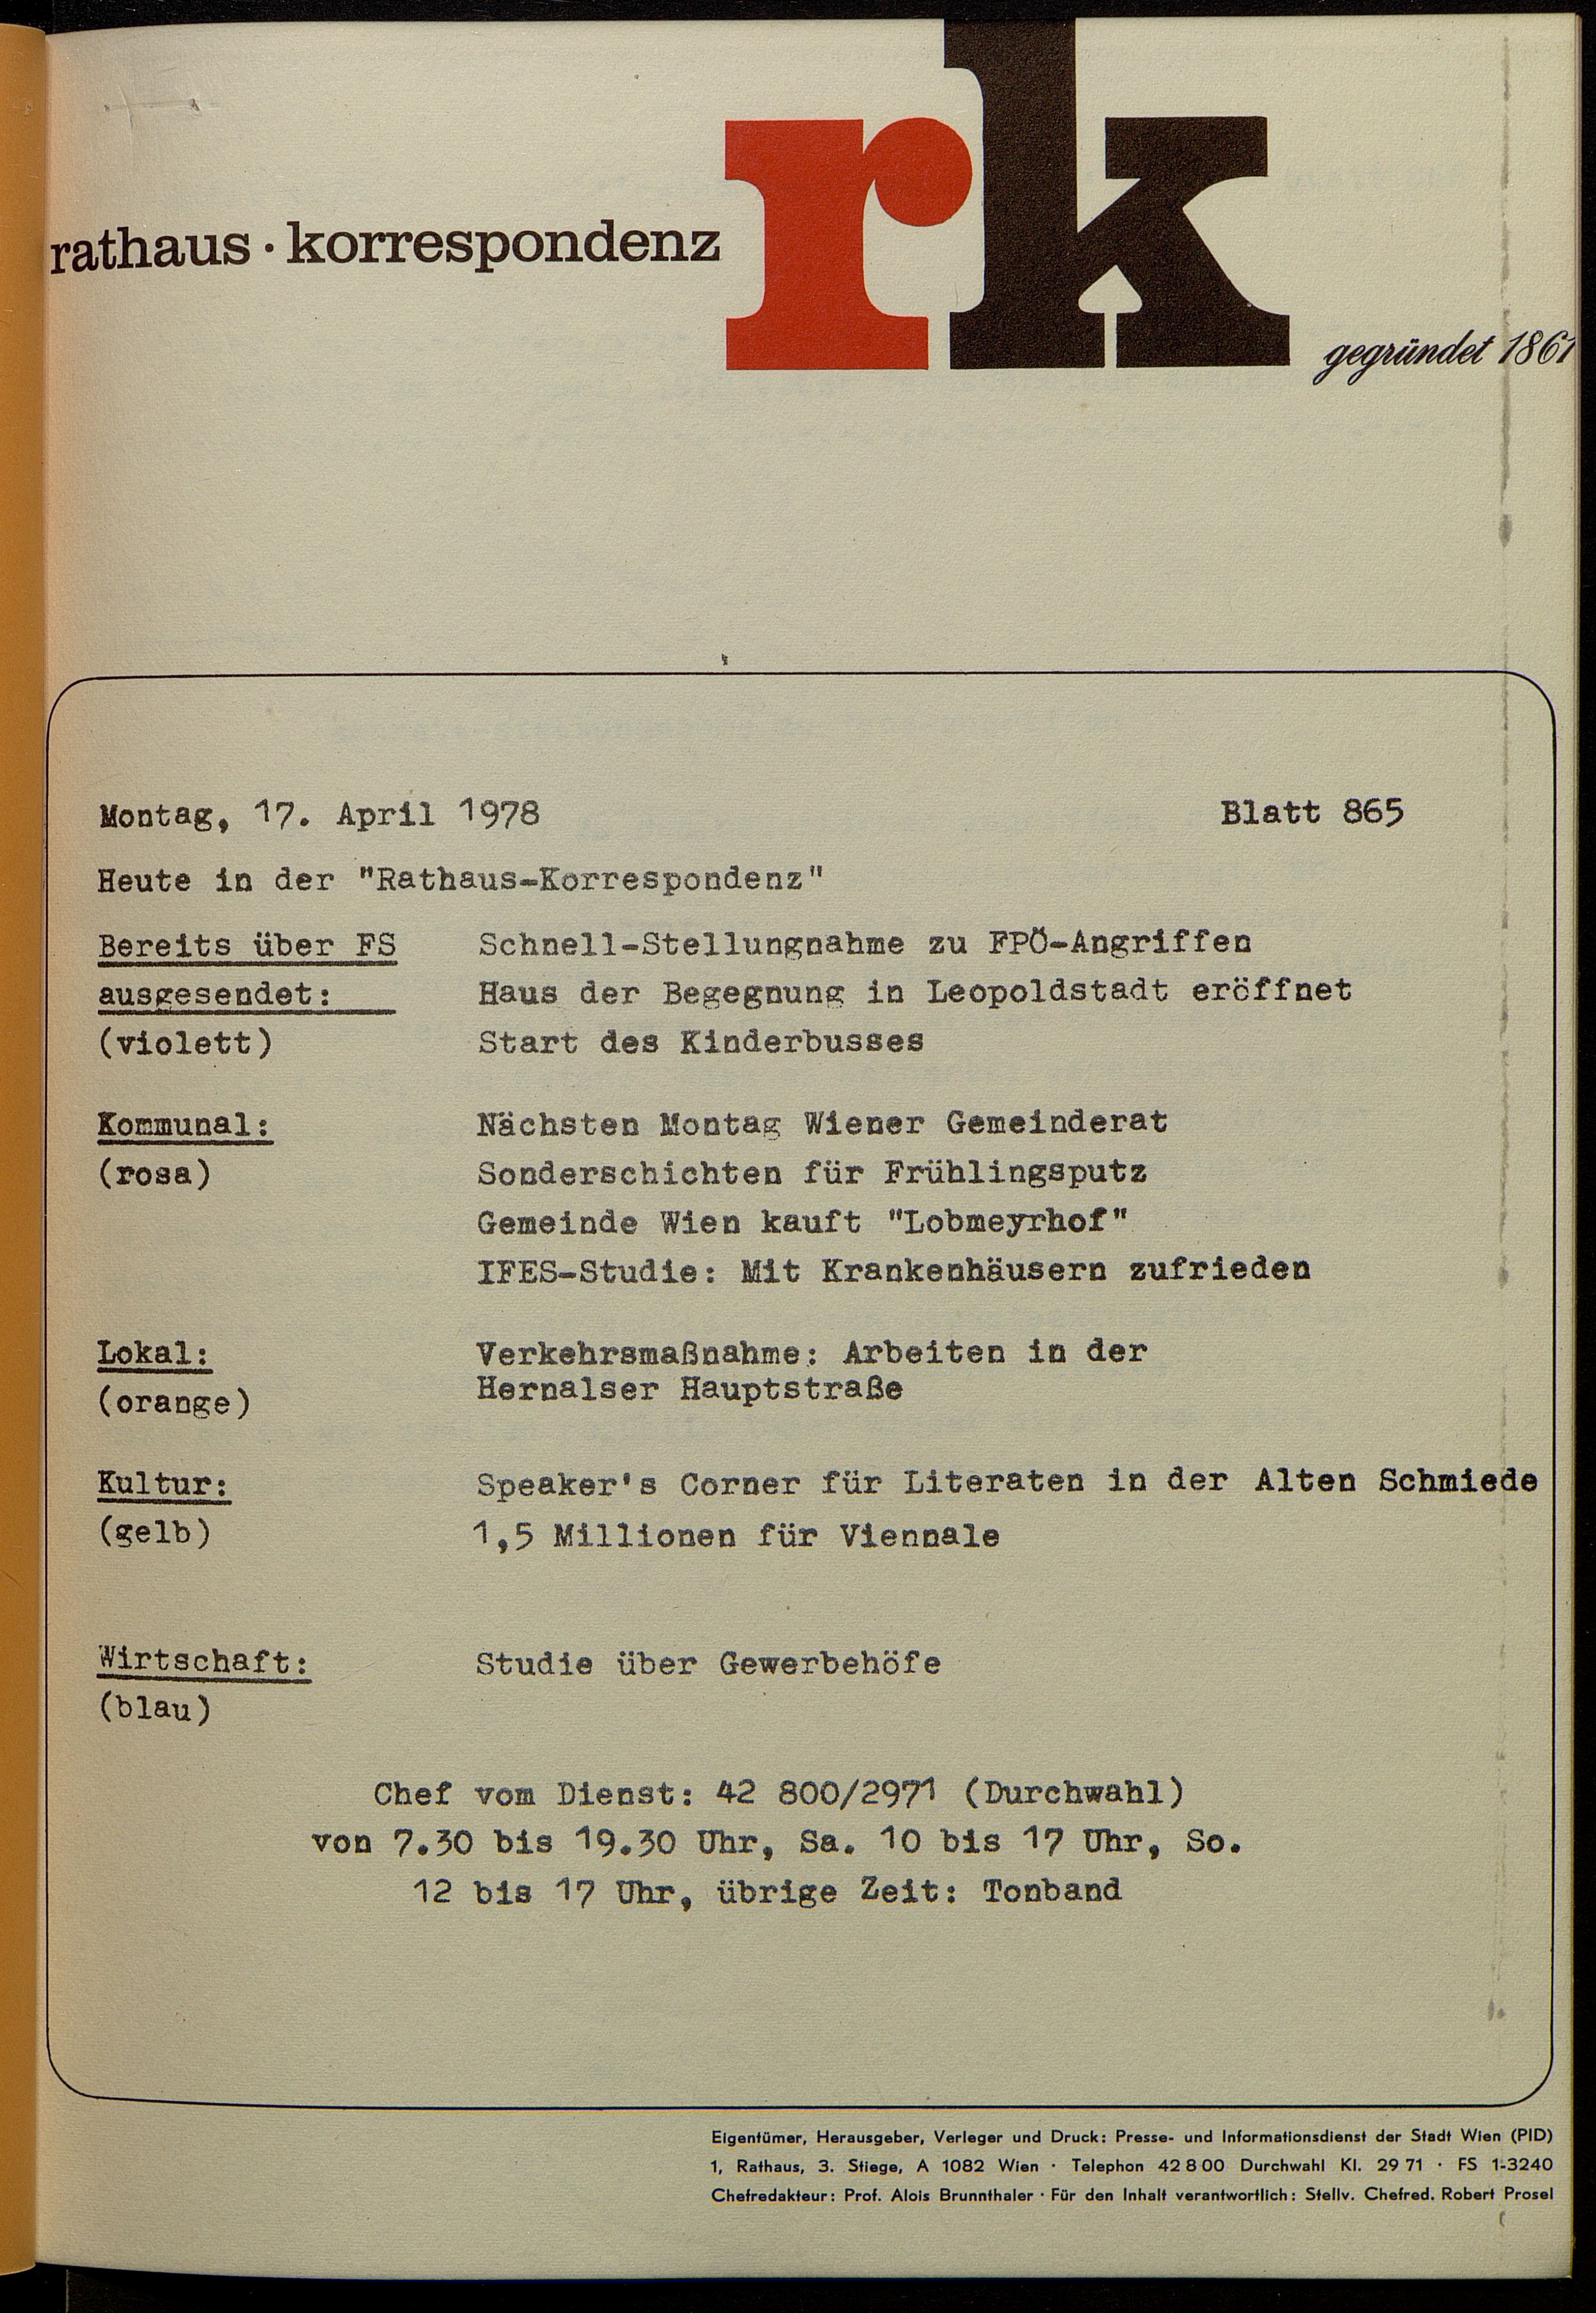 rathaus · korrespondenz rk
gegründet 1861
Montag, 17. April 1978 Blatt 865
Heute in der "Rathaus-Korrespondenz"
Bereits über FS Schnell-Stellungnahme zu FPÖ-Angriffen
ausgesendet: Haus der Begegnung in Leopoldstadt eröffnet
(violett) Start des Kinderbusses
Kommunal: Nächsten Montag Wiener Gemeinderat
(rosa) Sonderschichten für Frühlingsputz
Gemeinde Wien kauft "Lobmeyrhof"
IFES-Studie: Mit Krankenhäusern zufrieden
Lokal: Verkehrsmaßnahme: Arbeiten in der
Hernalser Hauptstraße
(orange)
Kultur: Speaker's Corner für Literaten in der Alten Schmiede
(gelb) 1,5 Millionen für Viennale
Wirtschaft: Studie über Gewerbehöfe
(blau)
Chef vom Dienst: 42 800/2971 (Durchwahl)
von 7.30 bis 19.30 Uhr, Sa. 10 bis 17 Uhr, So.
12 bis 17 Uhr, übrige Zeit: Tonband
Eigentümer, Herausgeber, Verleger und Druck: Presse- und Informationsdienst der Stadt Wien (PID)
1, Rathaus, 3. Stiege, A 1082 Wien · Telephon 42 8 00 Durchwahl Kl. 29 71 · FS 1-3240
Chefredakteur: Prof. Alois Brunnthaler · Für den Inhalt verantwortlich: Stellv. Chefred. Robert Prosel